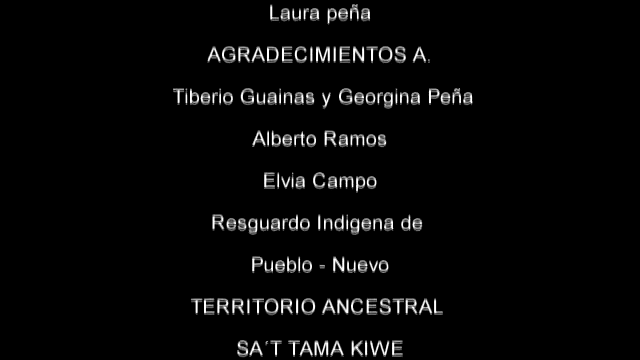 Laura peña
AGRADECIMIENTOS A.
Tiberio Guainas y Georgina Peña
Alberto Ramos
Elvia Campo
Resguardo Indigena de
Pueblo - Nuevo
TERRITORIO ANCESTRAL
SA´T TAMA KIWE